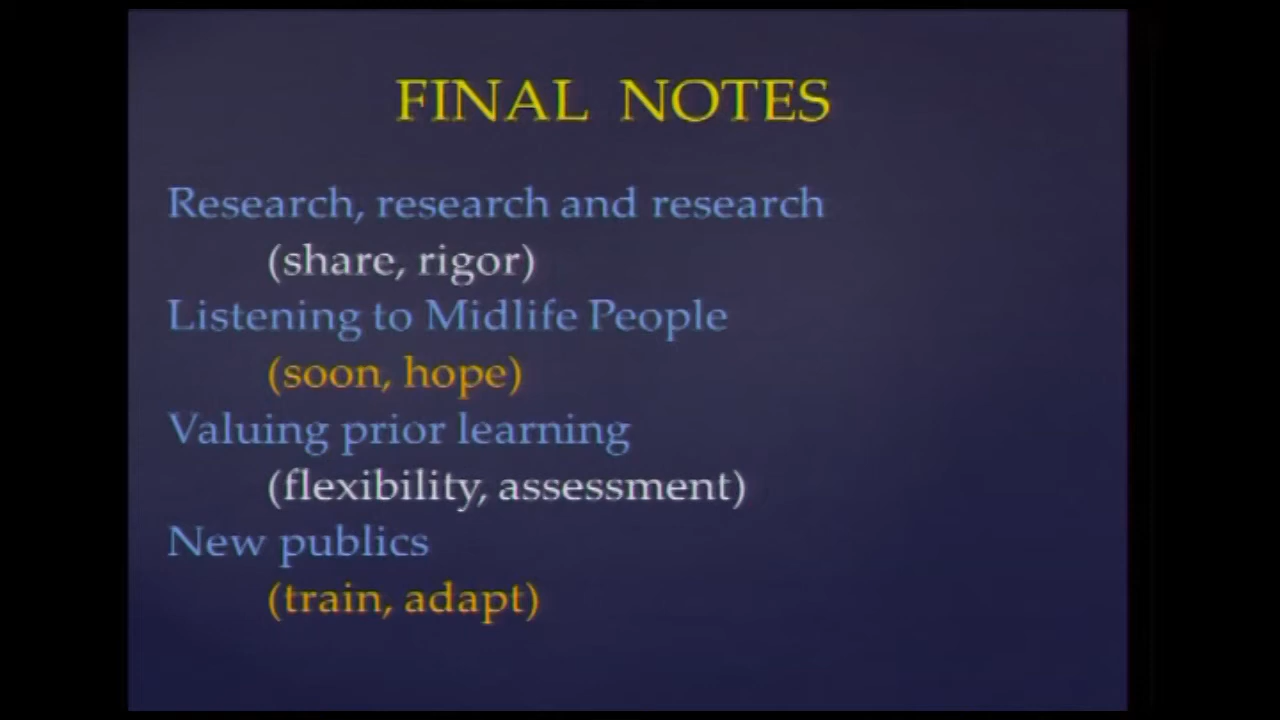 FINAL NOTES
Research, research and research
(share, rigor)
Listening to Midlife People
(soon, hope)
Valuing prior learning
(flexibility, assessment)
New publics
(train, adapt)